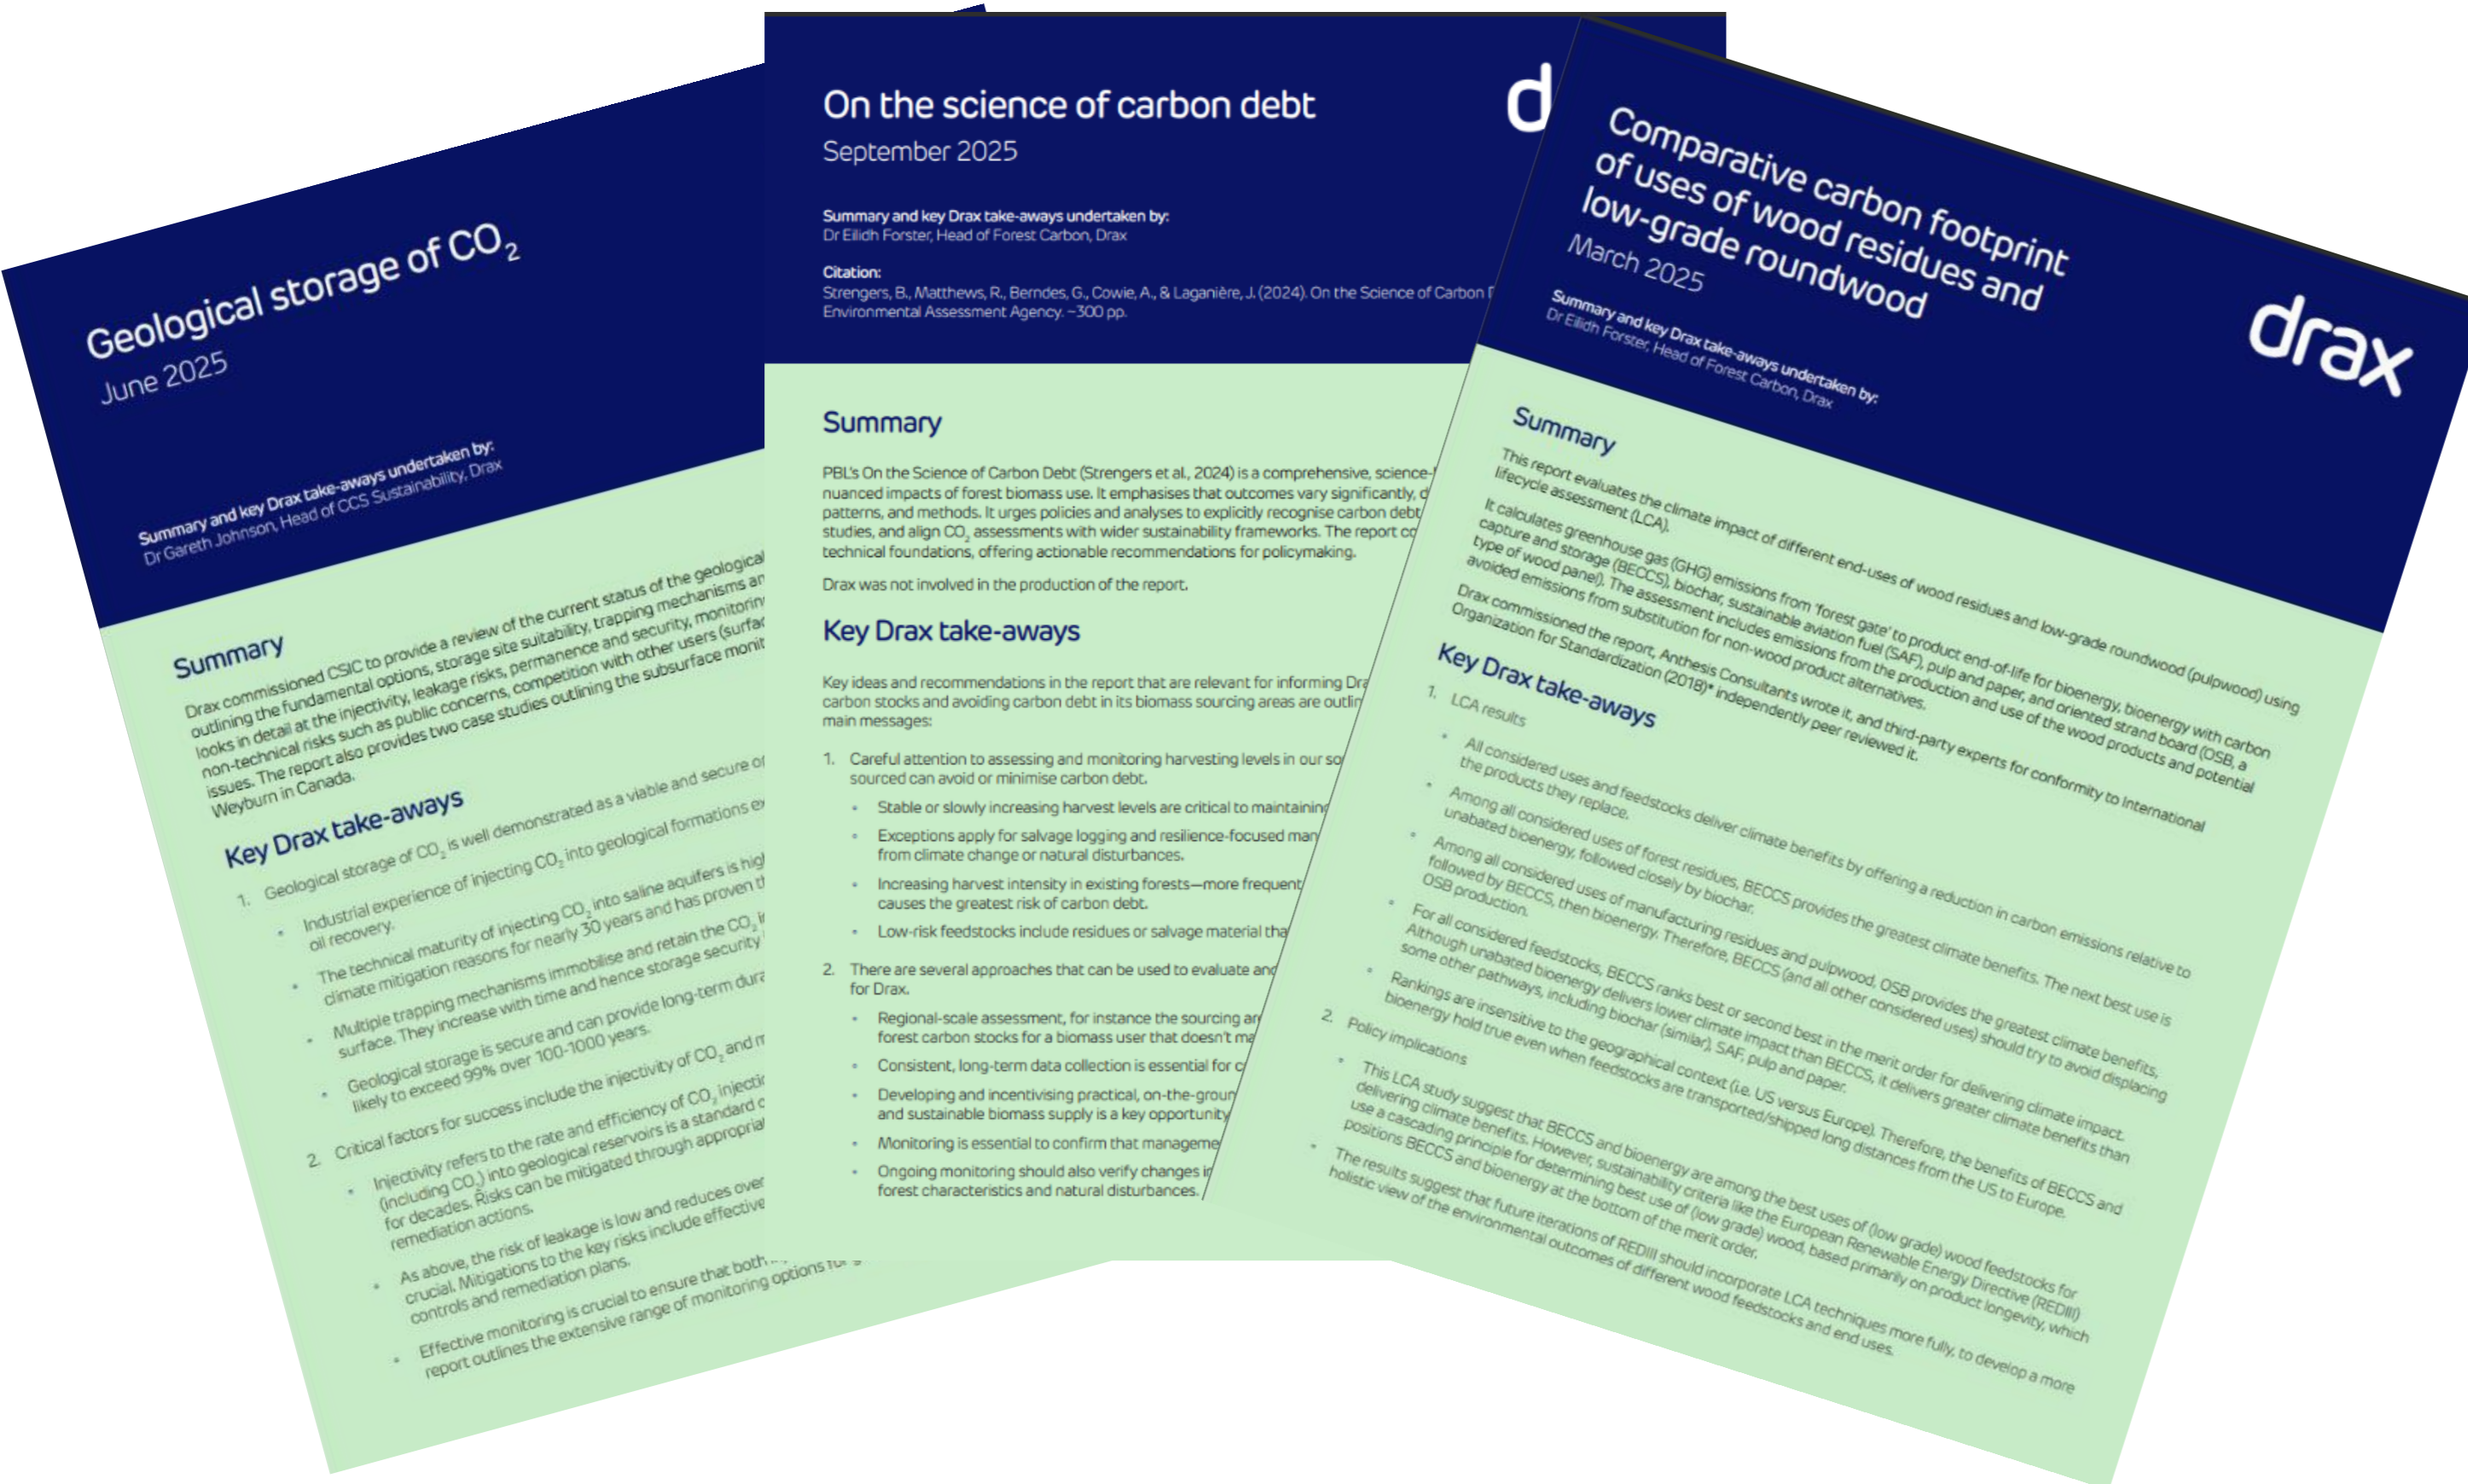 Geological storage of CO₂
June 2025
Summary and key Drax take-aways undertaken by:
Dr Gareth Johnson, Head of CCS Sustainability, Drax
Summary
Drax commissioned CSIC to provide a review of the current status of the geological
outlining the fundamental options, storage site suitability, trapping mechanisms an
looks in detail at the injectivity, leakage risks, permanence and security, monitorin
non-technical risks such as public concerns, competition with other users (surfac
issues. The report also provides two case studies outlining the subsurface monit
Weyburn in Canada.
Key Drax take-aways
1. Geological storage of CO₂ is well demonstrated as a viable and secure
• Industrial experience of injecting CO₂ into geological formations
oil recovery.
• The technical maturity of injecting CO₂ into saline aquifers is hig
climate mitigation reasons for nearly 30 years and has proven
• Multiple trapping mechanisms immobilise and retain the CO₂
surface. They increase with time and hence storage security
• Geological storage is secure and can provide long-term dura
likely to exceed 99% over 100-1000 years.
2. Critical factors for success include the injectivity of CO₂ and
• Injectivity refers to the rate and efficiency of CO₂ injectio
(including CO₂) into geological reservoirs is a standard
for decades. Risks can be mitigated through appropria
remediation actions.
• As above, the risk of leakage is low and reduces over
crucial. Mitigations to the key risks include effective
controls and remediation plans.
• Effective monitoring is crucial to ensure that both
report outlines the extensive range of monitoring options for
On the science of carbon debt
September 2025
d
Summary and key Drax take-aways undertaken by:
Dr Eilidh Forster, Head of Forest Carbon, Drax
Citation:
Strengers, B., Matthews, R., Berndes, G., Cowie, A., & Laganière, J. (2024). On the Science of Carbon
Environmental Assessment Agency. ~300 pp.
Summary
PBL's On the Science of Carbon Debt (Strengers et al., 2024) is a comprehensive, science-
nuanced impacts of forest biomass use. It emphasises that outcomes vary significantly, d
patterns, and methods. It urges policies and analyses to explicitly recognise carbon debt
studies, and align CO₂ assessments with wider sustainability frameworks. The report co
technical foundations, offering actionable recommendations for policymaking.
Drax was not involved in the production of the report.
Key Drax take-aways
Key ideas and recommendations in the report that are relevant for informing Dra
carbon stocks and avoiding carbon debt in its biomass sourcing areas are outlin
main messages:
1. Careful attention to assessing and monitoring harvesting levels in our so
sourced can avoid or minimise carbon debt.
• Stable or slowly increasing harvest levels are critical to maintaining
• Exceptions apply for salvage logging and resilience-focused man
from climate change or natural disturbances.
• Increasing harvest intensity in existing forests—more frequent
causes the greatest risk of carbon debt.
• Low-risk feedstocks include residues or salvage material tha
2. There are several approaches that can be used to evaluate and
for Drax.
• Regional-scale assessment, for instance the sourcing are
forest carbon stocks for a biomass user that doesn't ma
• Consistent, long-term data collection is essential for c
• Developing and incentivising practical, on-the-groun
and sustainable biomass supply is a key opportunity
• Monitoring is essential to confirm that manageme
• Ongoing monitoring should also verify changes in
forest characteristics and natural disturbances.
Comparative carbon footprint
of uses of wood residues and
low-grade roundwood
March 2025
drax
Summary and key Drax take-aways undertaken by:
Dr Eilidh Forster, Head of Forest Carbon, Drax
Summary
This report evaluates the climate impact of different end-uses of wood residues and low-grade roundwood (pulpwood) using
lifecycle assessment (LCA).
It calculates greenhouse gas (GHG) emissions from 'forest gate' to product end-of-life for bioenergy, bioenergy with carbon
capture and storage (BECCS), biochar, sustainable aviation fuel (SAF), pulp and paper, and oriented strand board (OSB, a
type of wood panel). The assessment includes emissions from the production and use of the wood products and potential
avoided emissions from substitution for non-wood product alternatives.
Drax commissioned the report, Anthesis Consultants wrote it, and third-party experts for conformity to International
Organization for Standardization (2018)* independently peer reviewed it.
Key Drax take-aways
1. LCA results
• All considered uses and feedstocks deliver climate benefits by offering a reduction in carbon emissions relative to
the products they replace.
• Among all considered uses of forest residues, BECCS provides the greatest climate benefits. The next best use is
unabated bioenergy, followed closely by biochar.
• Among all considered uses of manufacturing residues and pulpwood, OSB provides the greatest climate benefits,
followed by BECCS, then bioenergy. Therefore, BECCS (and all other considered uses) should try to avoid displacing
OSB production.
• For all considered feedstocks, BECCS ranks best or second best in the merit order for delivering climate impact.
Although unabated bioenergy delivers lower climate impact than BECCS, it delivers greater climate benefits than
some other pathways, including biochar (similar), SAF, pulp and paper.
• Rankings are insensitive to the geographical context (i.e. US versus Europe). Therefore, the benefits of BECCS and
bioenergy hold true even when feedstocks are transported/shipped long distances from the US to Europe.
2. Policy implications
• This LCA study suggest that BECCS and bioenergy are among the best uses of (low grade) wood feedstocks for
delivering climate benefits. However, sustainability criteria like the European Renewable Energy Directive (REDIII)
use a cascading principle for determining best use of (low grade) wood, based primarily on product longevity, which
positions BECCS and bioenergy at the bottom of the merit order.
• The results suggest that future iterations of REDIII should incorporate LCA techniques more fully, to develop a more
holistic view of the environmental outcomes of different wood feedstocks and end uses.